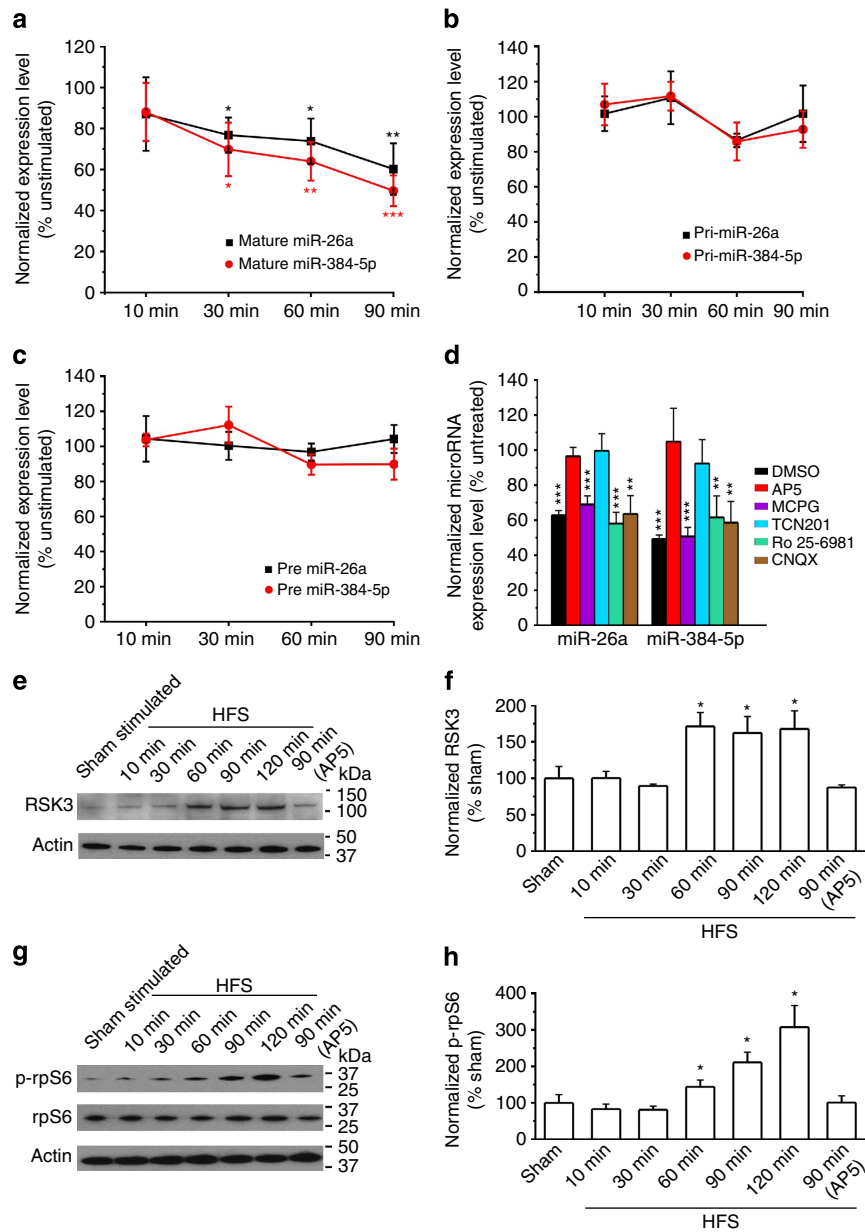 a
Normalized expression level
(% unstimulated)
120
100
80
60
40
20
0
*
*
**
*
**
***
Mature miR-26a
Mature miR-384-5p
10 min 30 min 60 min 90 min
b
Normalized expression level
(% unstimulated)
140
120
100
80
60
40
20
0
Pri-miR-26a
Pri-miR-384-5p
10 min 30 min 60 min 90 min
c
Normalized expression level
(% unstimulated)
140
120
100
80
60
40
20
0
Pre miR-26a
Pre miR-384-5p
10 min 30 min 60 min 90 min
d
Normalized microRNA
expression level (% untreated)
140
120
100
80
60
40
20
0
*** *** *** ** *** *** ** **
DMSO
AP5
MCPG
TCN201
Ro 25-6981
CNQX
miR-26a miR-384-5p
e
Sham stimulated
HFS
10 min 30 min 60 min 90 min 120 min 90 min
(AP5)
kDa
RSK3
150
100
Actin
50
37
f
Normalized RSK3
(% sham)
200
150
100
50
0
* * *
Sham 10 min 30 min 60 min 90 min 120 min 90 min
(AP5)
HFS
g
Sham stimulated
HFS
10 min 30 min 60 min 90 min 120 min 90 min
(AP5)
kDa
p-rpS6
37
25
rpS6
37
25
Actin
50
37
h
Normalized p-rpS6
(% sham)
400
300
200
100
0
* * *
Sham 10 min 30 min 60 min 90 min 120 min 90 min
(AP5)
HFS